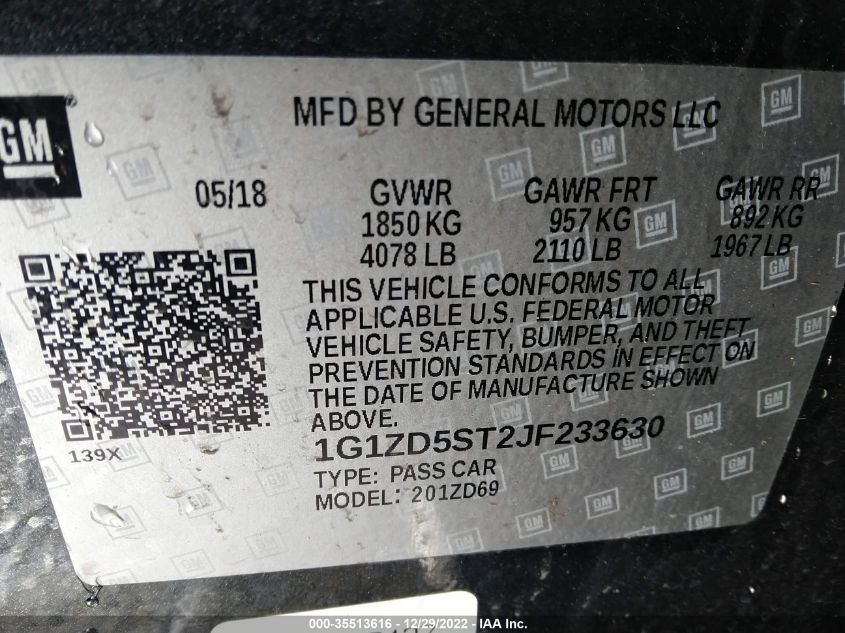 GM
MFD BY GENERAL MOTORS LLC
05/18 GVWR GAWR FRT GAWR RR
1850 KG 957 KG 892 KG
4078 LB 2110 LB 1967 LB
THIS VEHICLE CONFORMS TO ALL
APPLICABLE U.S. FEDERAL MOTOR
VEHICLE SAFETY, BUMPER, AND THEFT
PREVENTION STANDARDS IN EFFECT ON
THE DATE OF MANUFACTURE SHOWN
ABOVE.
139X
1G1ZD5ST2JF233630
TYPE: PASS CAR
MODEL: 201ZD69
000-35513616 - 12/29/2022 - IAA Inc.